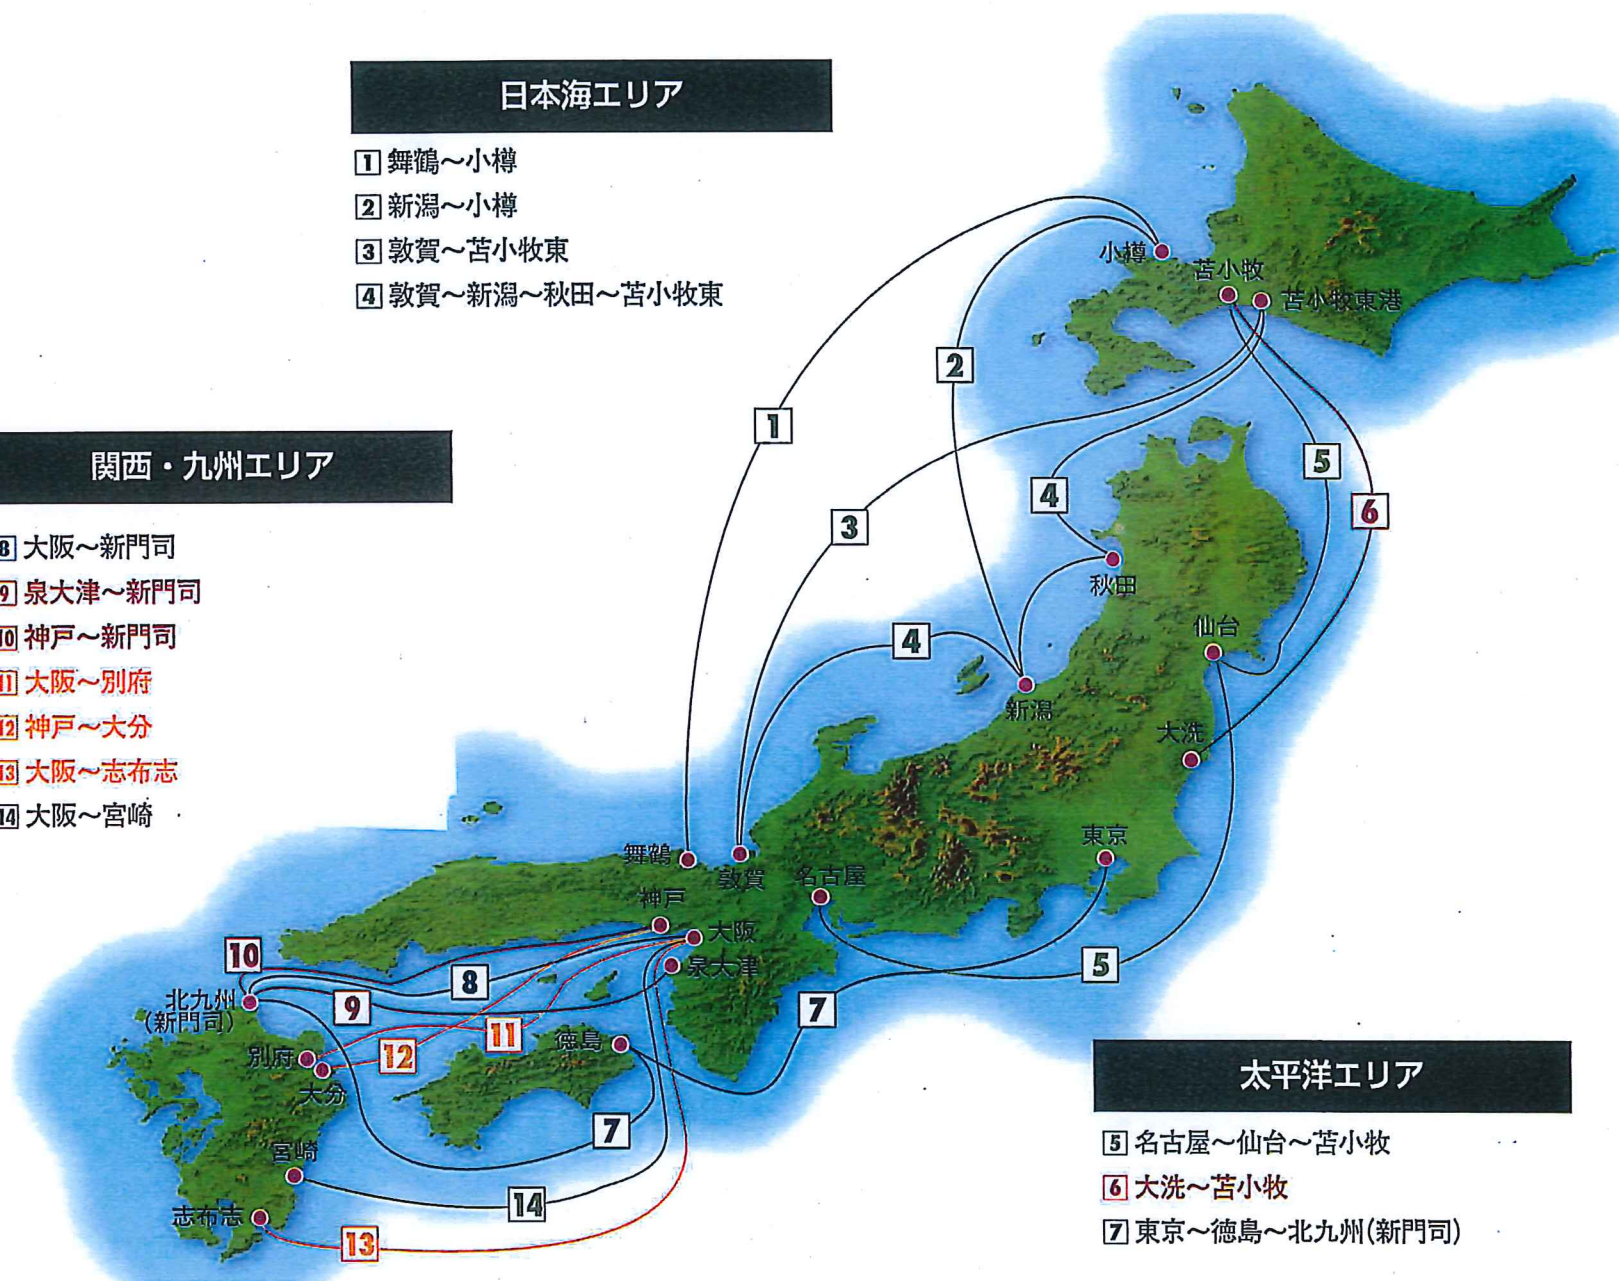 日本海エリア
1 舞鶴～小樽
2 新潟～小樽
3 敦賀～苫小牧東
4 敦賀～新潟～秋田～苫小牧東
関西・九州エリア
8 大阪～新門司
9 泉大津～新門司
10 神戸～新門司
11 大阪～別府
12 神戸～大分
13 大阪～志布志
14 大阪～宮崎
太平洋エリア
5 名古屋～仙台～苫小牧
6 大洗～苫小牧
7 東京～徳島～北九州(新門司)
小樽
苫小牧
苫小牧東港
2
1
5
4
6
3
秋田
仙台
4
新潟
大洗
東京
舞鶴
敦賀
名古屋
神戸
大阪
泉大津
10
8
5
北九州
(新門司)
9
7
11
徳島
別府
12
大分
7
宮崎
14
志布志
13